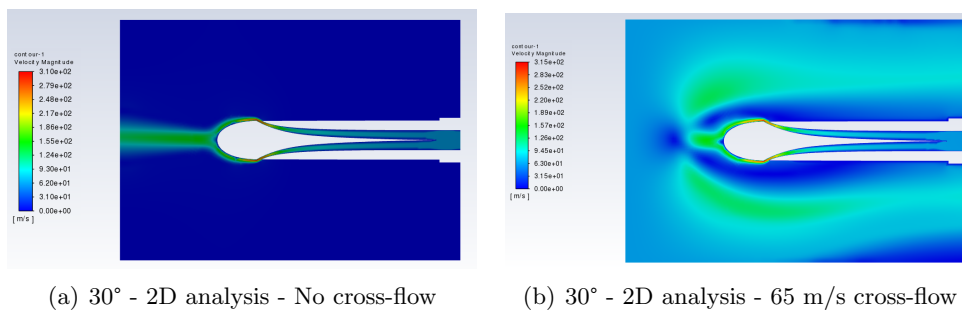 contour-1
Velocity Magnitude
3.10e+02
2.79e+02
2.48e+02
2.17e+02
1.86e+02
1.55e+02
1.24e+02
9.30e+01
6.20e+01
3.10e+01
0.00e+00
[ m/s ]
contour-1
Velocity Magnitude
3.15e+02
2.83e+02
2.52e+02
2.20e+02
1.89e+02
1.57e+02
1.26e+02
9.45e+01
6.30e+01
3.15e+01
0.00e+00
[ m/s ]
(a) 30° - 2D analysis - No cross-flow
(b) 30° - 2D analysis - 65 m/s cross-flow